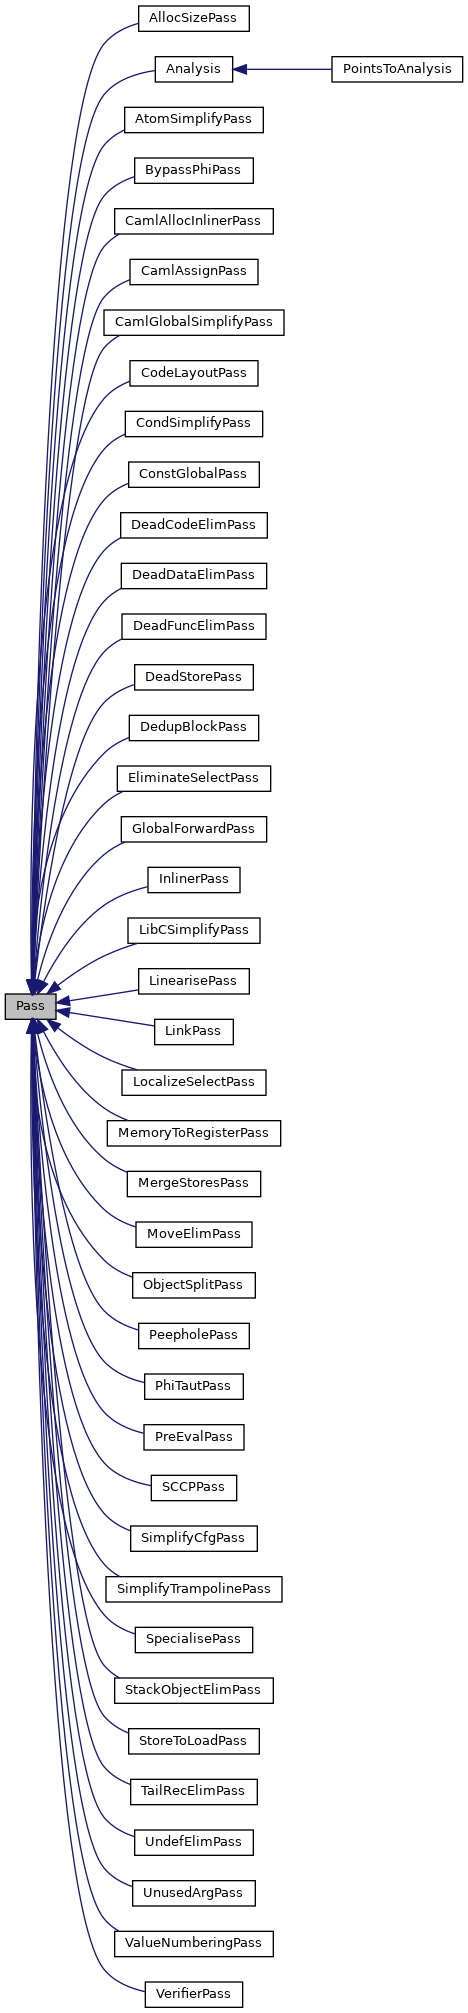 AllocSizePass
Analysis
PointsToAnalysis
AtomSimplifyPass
BypassPhiPass
CamlAllocInlinerPass
CamlAssignPass
CamlGlobalSimplifyPass
CodeLayoutPass
CondSimplifyPass
ConstGlobalPass
DeadCodeElimPass
DeadDataElimPass
DeadFuncElimPass
DeadStorePass
DedupBlockPass
EliminateSelectPass
GlobalForwardPass
InlinerPass
LibCSimplifyPass
LinearisePass
Pass
LinkPass
LocalizeSelectPass
MemoryToRegisterPass
MergeStoresPass
MoveElimPass
ObjectSplitPass
PeepholePass
PhiTautPass
PreEvalPass
SCCPPass
SimplifyCfgPass
SimplifyTrampolinePass
SpecialisePass
StackObjectElimPass
StoreToLoadPass
TailRecElimPass
UndefElimPass
UnusedArgPass
ValueNumberingPass
VerifierPass